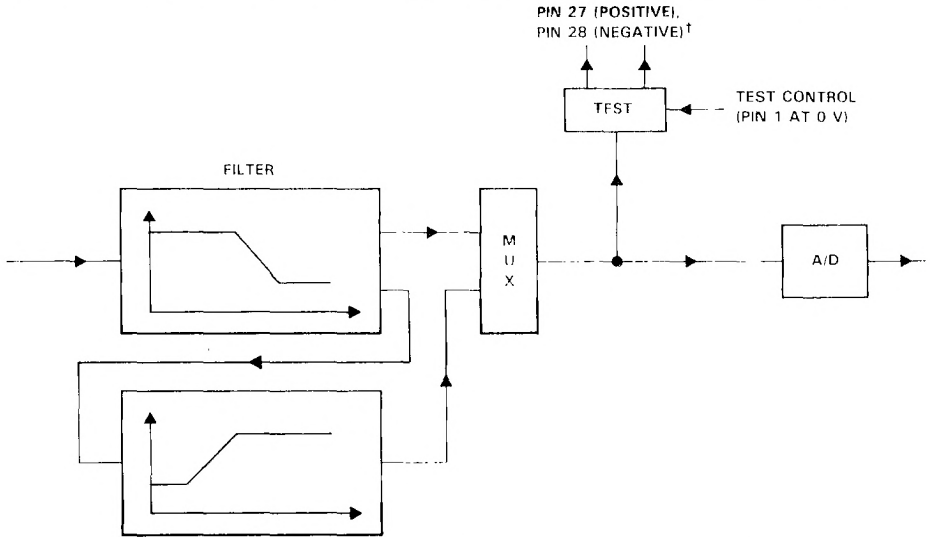 PIN 27 (POSITIVE),
PIN 28 (NEGATIVE)†
TEST
TEST CONTROL
(PIN 1 AT 0 V)
FILTER
M
U
X
A/D